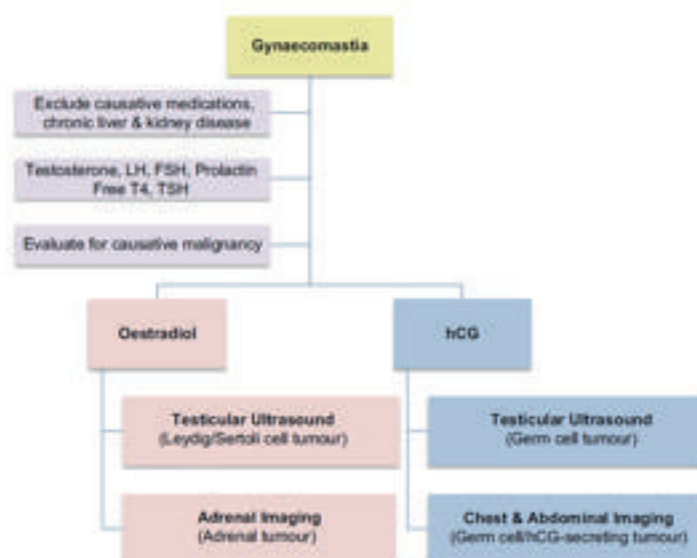 Gynaecomastia
Exclude causative medications,
chronic liver & kidney disease
Testosterone, LH, FSH, Prolactin
Free T4, TSH
Evaluate for causative malignancy
Oestradiol
hCG
Testicular Ultrasound
(Leydig/Sertoli cell tumour)
Testicular Ultrasound
(Germ cell tumour)
Adrenal Imaging
(Adrenal tumour)
Chest & Abdominal Imaging
(Germ cell/hCG-secreting tumour)